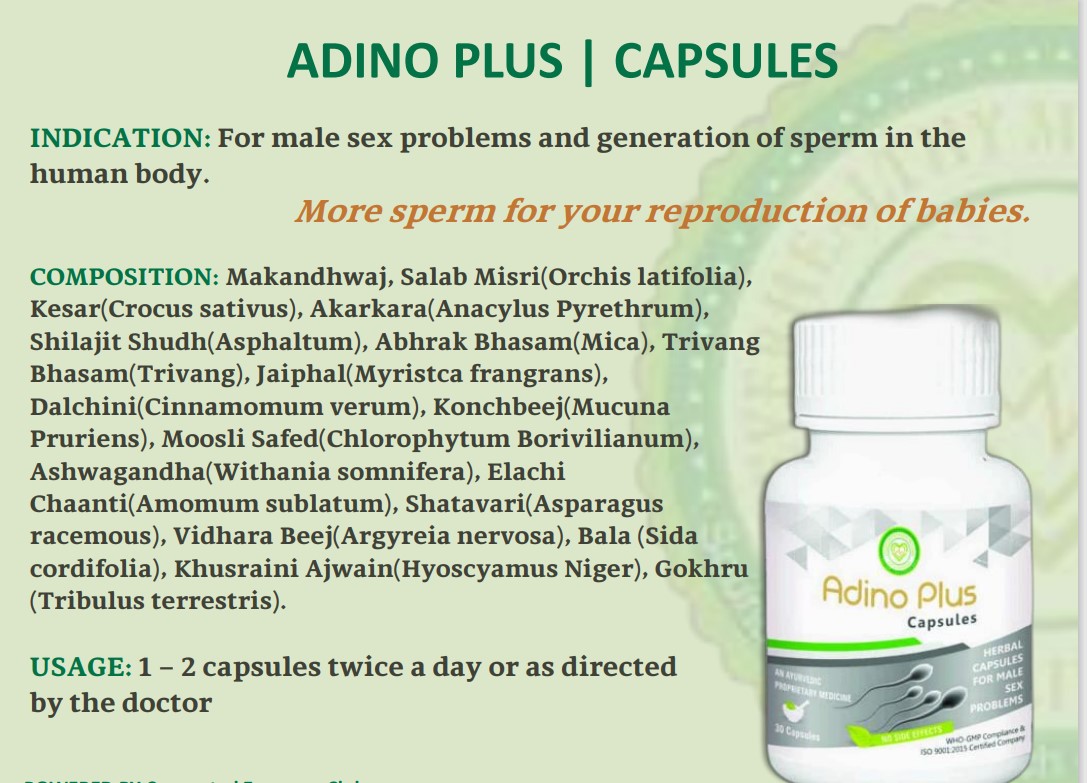 ADINO PLUS | CAPSULES
INDICATION: For male sex problems and generation of sperm in the
human body.
More sperm for your reproduction of babies.
COMPOSITION: Makandhwaj, Salab Misri(Orchis latifolia),
Kesar(Crocus sativus), Akarkara(Anacylus Pyrethrum),
Shilajit Shudh(Asphaltum), Abhrak Bhasam(Mica), Trivang
Bhasam(Trivang), Jaiphal(Myristca frangrans),
Dalchini(Cinnamomum verum), Konchbeej(Mucuna
Pruriens), Moosli Safed(Chlorophytum Borivilianum),
Ashwagandha(Withania somnifera), Elachi
Chaanti(Amomum sublatum), Shatavari(Asparagus
racemous), Vidhara Beej(Argyreia nervosa), Bala (Sida
cordifolia), Khusraini Ajwain(Hyoscyamus Niger), Gokhru
(Tribulus terrestris).
USAGE: 1 – 2 capsules twice a day or as directed
by the doctor
Adino Plus
Capsules
AN AYURVEDIC
PROPRIETARY MEDICINE
30 Capsules
HERBAL
CAPSULES
FOR MALE
SEX
PROBLEMS
NO SIDE EFFECTS
WHO-GMP Compliance &
ISO 9001:2015 Certified Company